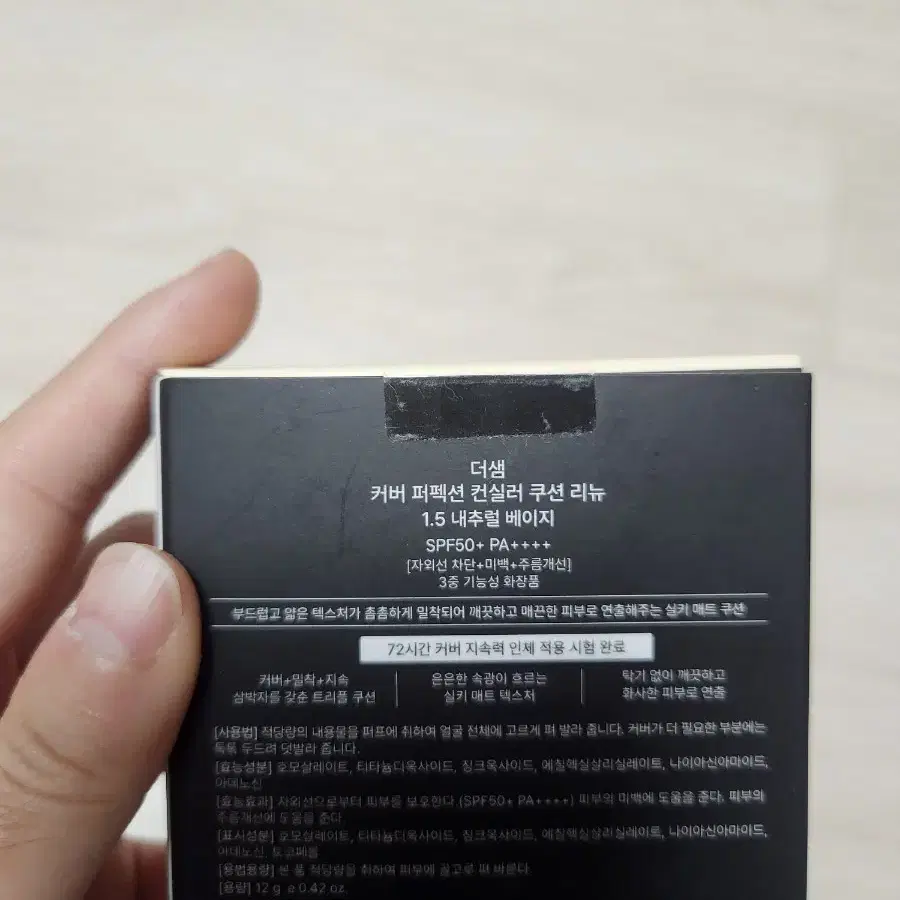 더샘
커버 퍼펙션 컨실러 쿠션 리뉴
1.5 내추럴 베이지
SPF50+ PA++++
[자외선 차단+미백+주름개선]
3중 기능성 화장품
부드럽고 얇은 텍스처가 촘촘하게 밀착되어 깨끗하고 매끈한 피부로 연출해주는 실키 매트 쿠션
72시간 커버 지속력 인체 적용 시험 완료
커버+밀착+지속
삼박자를 갖춘 트리플 쿠션
은은한 속광이 흐르는
실키 매트 텍스처
탁기 없이 깨끗하고
화사한 피부로 연출
[사용법] 적당량의 내용물을 퍼프에 취하여 얼굴 전체에 고르게 펴 발라 줍니다. 커버가 더 필요한 부분에는
톡톡 두드려 덧발라 줍니다.
[효능성분] 호모살레이트, 티타늄디옥사이드, 징크옥사이드, 에칠헥실살리실레이트, 나이아신아마이드,
아데노신
[효능효과] 자외선으로부터 피부를 보호한다 (SPF50+ PA++++) 피부의 미백에 도움을 준다. 피부의
주름개선에 도움을 준다.
[표시성분] 호모살레이트, 티타늄디옥사이드, 징크옥사이드, 에칠헥실살리실레이트, 나이아신아마이드,
아데노신, 토코페롤
[용법용량] 본 품 적당량을 취하여 피부에 골고루 펴 바른다.
[용량] 12 g e 0.42 oz.